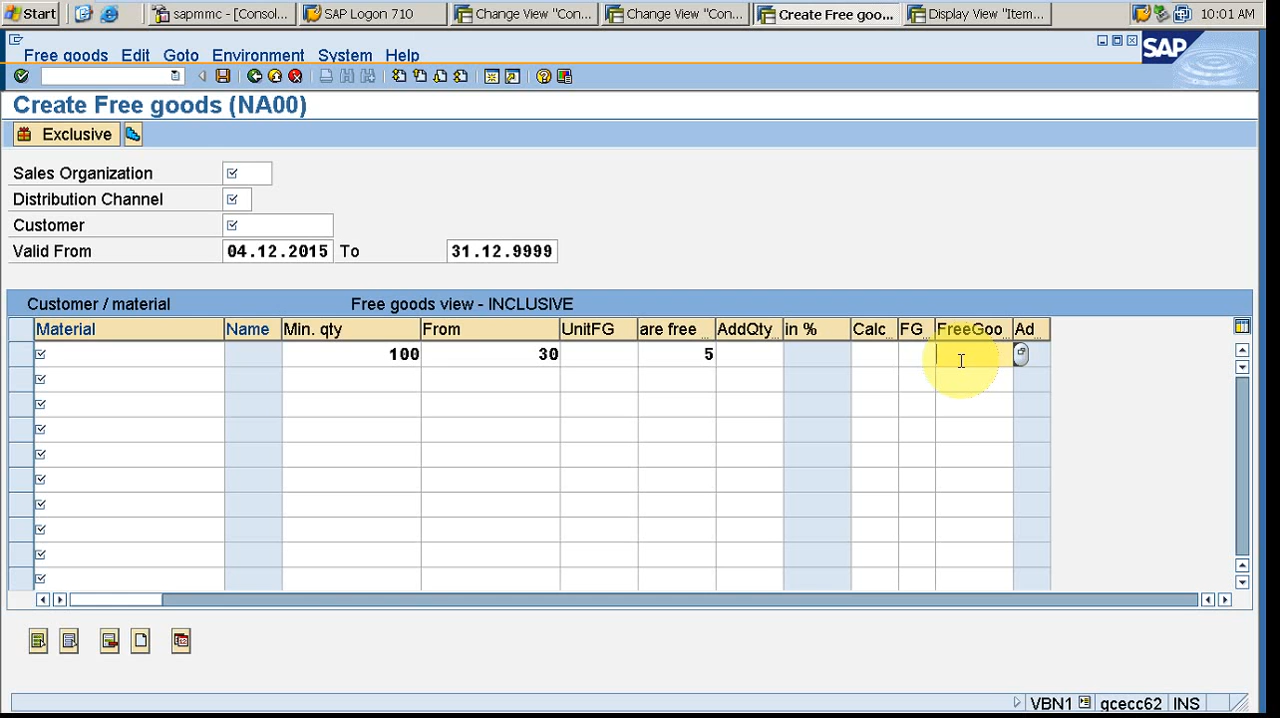 Start sapmmc - [Consol... SAP Logon 710 Change View "Con... Change View "Con... Create Free goo... Display View "Item... 10:01 AM
Free goods Edit Goto Environment System Help
SAP
Create Free goods (NA00)
Exclusive
Sales Organization
Distribution Channel
Customer
Valid From 04.12.2015 To 31.12.9999
Customer / material Free goods view - INCLUSIVE
Material Name Min. qty From UnitFG are free AddQty in % Calc FG FreeGoo Ad
100 30 5
VBN1 qcecc62 INS